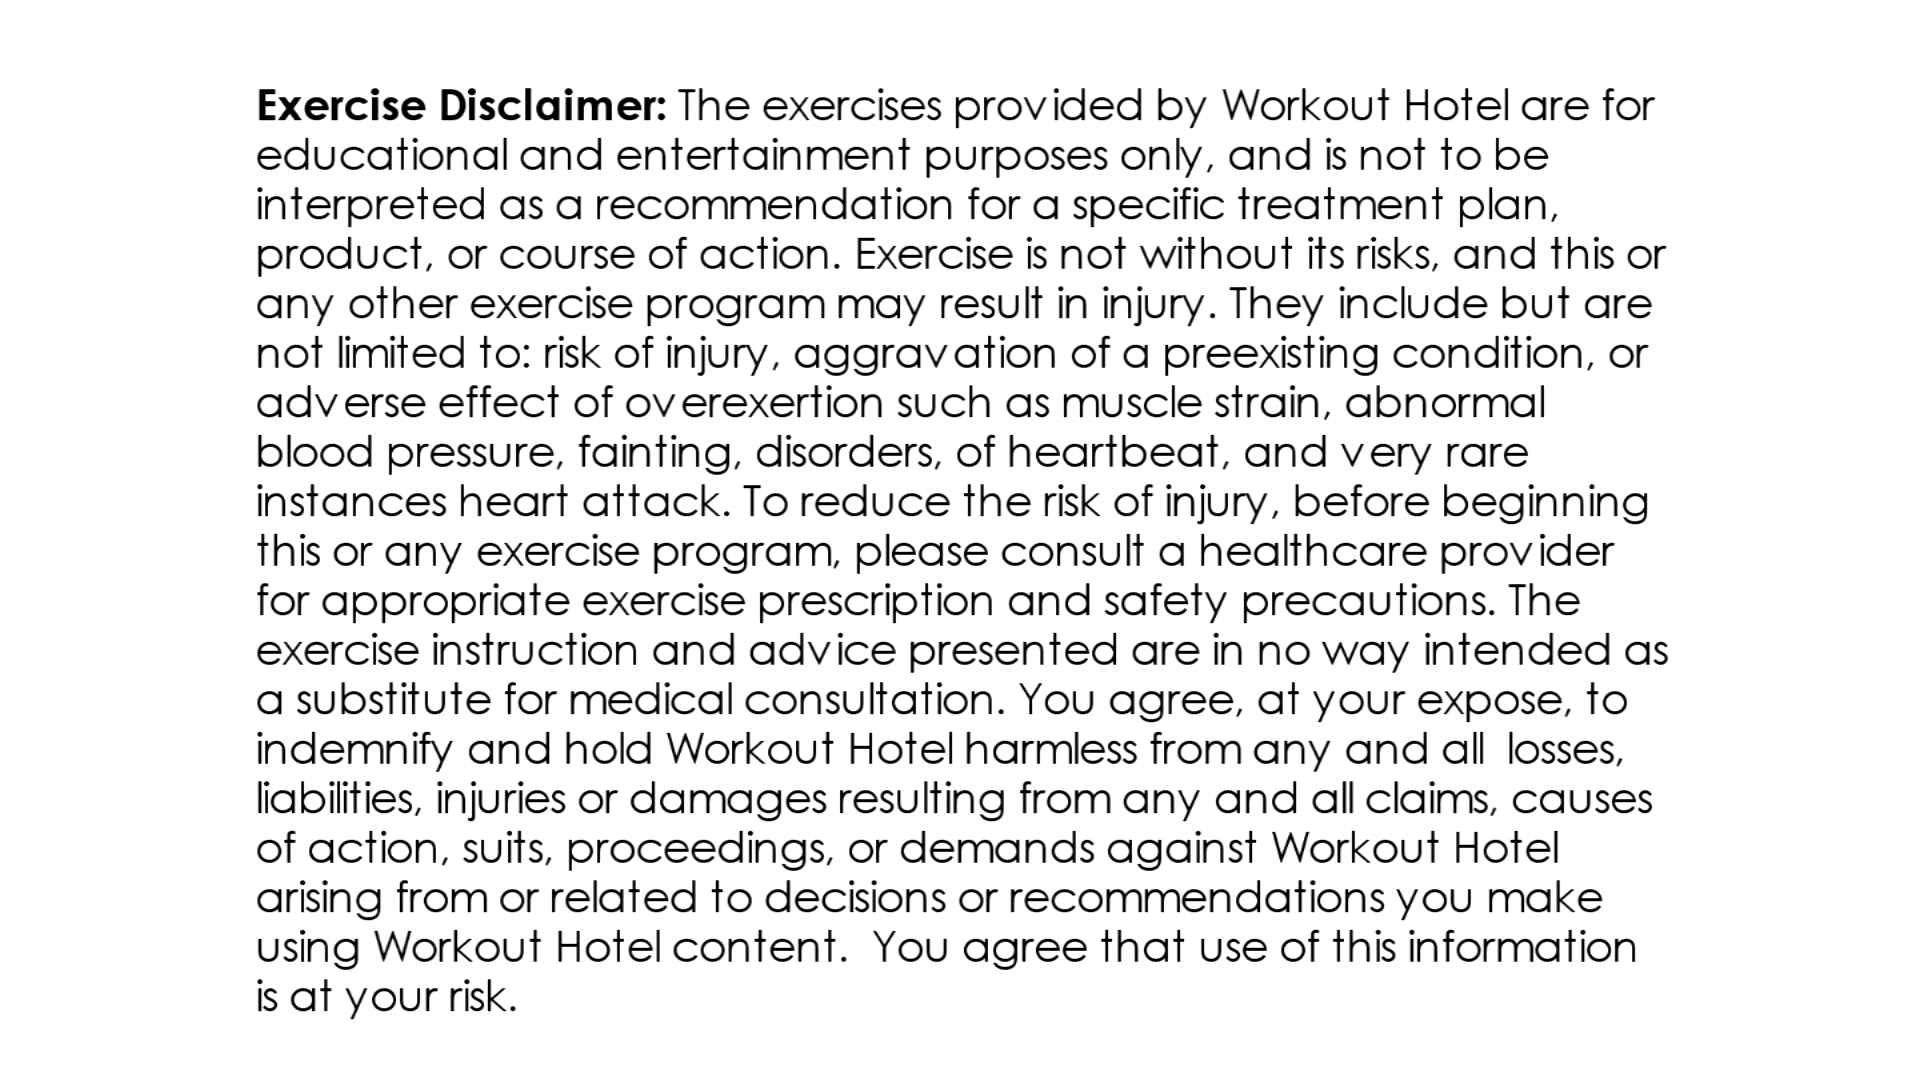 Exercise Disclaimer: The exercises provided by Workout Hotel are for
educational and entertainment purposes only, and is not to be
interpreted as a recommendation for a specific treatment plan,
product, or course of action. Exercise is not without its risks, and this or
any other exercise program may result in injury. They include but are
not limited to: risk of injury, aggravation of a preexisting condition, or
adverse effect of overexertion such as muscle strain, abnormal
blood pressure, fainting, disorders, of heartbeat, and very rare
instances heart attack. To reduce the risk of injury, before beginning
this or any exercise program, please consult a healthcare provider
for appropriate exercise prescription and safety precautions. The
exercise instruction and advice presented are in no way intended as
a substitute for medical consultation. You agree, at your expose, to
indemnify and hold Workout Hotel harmless from any and all  losses,
liabilities, injuries or damages resulting from any and all claims, causes
of action, suits, proceedings, or demands against Workout Hotel
arising from or related to decisions or recommendations you make
using Workout Hotel content.  You agree that use of this information
is at your risk.